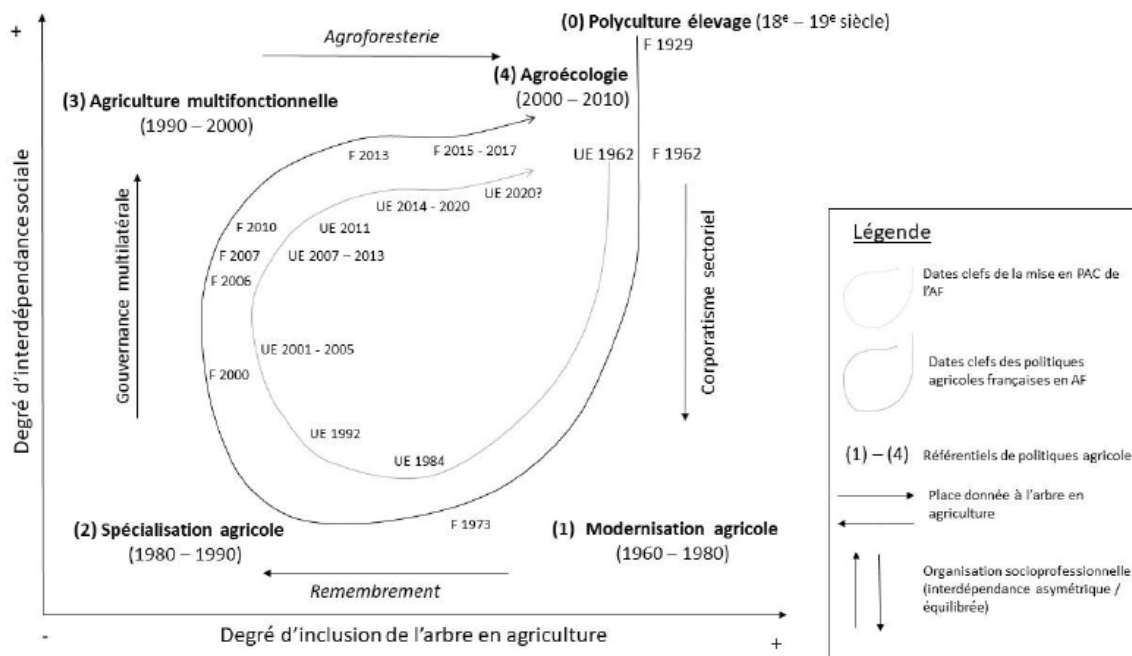 +
(0) Polyculture élevage (18e – 19e siècle)
Agroforesterie
F 1929
(4) Agroécologie
(2000 – 2010)
(3) Agriculture multifonctionnelle
(1990 – 2000)
F 2013
F 2015 - 2017
UE 1962
F 1962
UE 2020?
UE 2014 - 2020
F 2010
UE 2011
F 2007
UE 2007 – 2013
F 2006
Degré d'interdépendance sociale
Gouvernance multilatérale
Corporatisme sectoriel
UE 2001 - 2005
F 2000
UE 1992
UE 1984
F 1973
(2) Spécialisation agricole
(1980 – 1990)
(1) Modernisation agricole
(1960 – 1980)
Remembrement
-
Degré d'inclusion de l'arbre en agriculture
+
Légende
Dates clefs de la mise en PAC de
l'AF
Dates clefs des politiques
agricoles françaises en AF
(1) – (4) Référentiels de politiques agricole
Place donnée à l'arbre en
agriculture
Organisation socioprofessionnelle
(interdépendance asymétrique /
équilibrée)